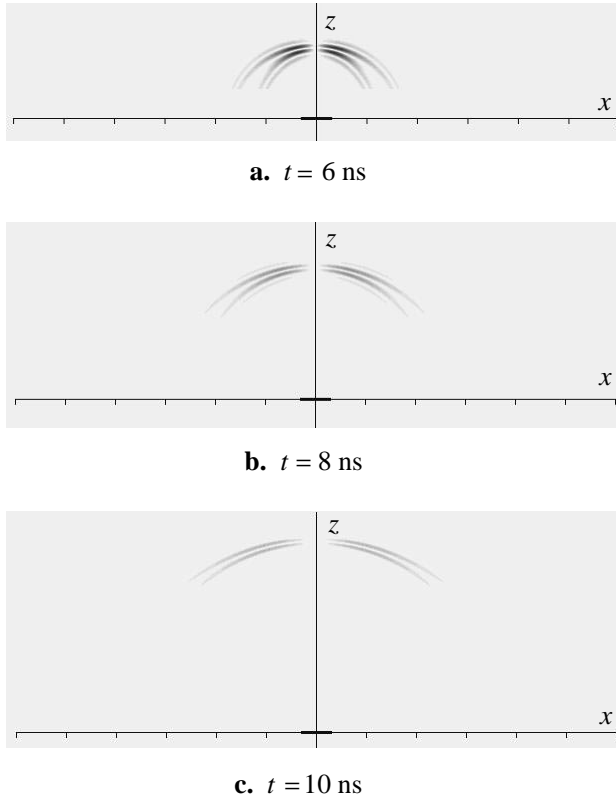 z
x
a. t = 6 ns
z
x
b. t = 8 ns
z
x
c. t = 10 ns